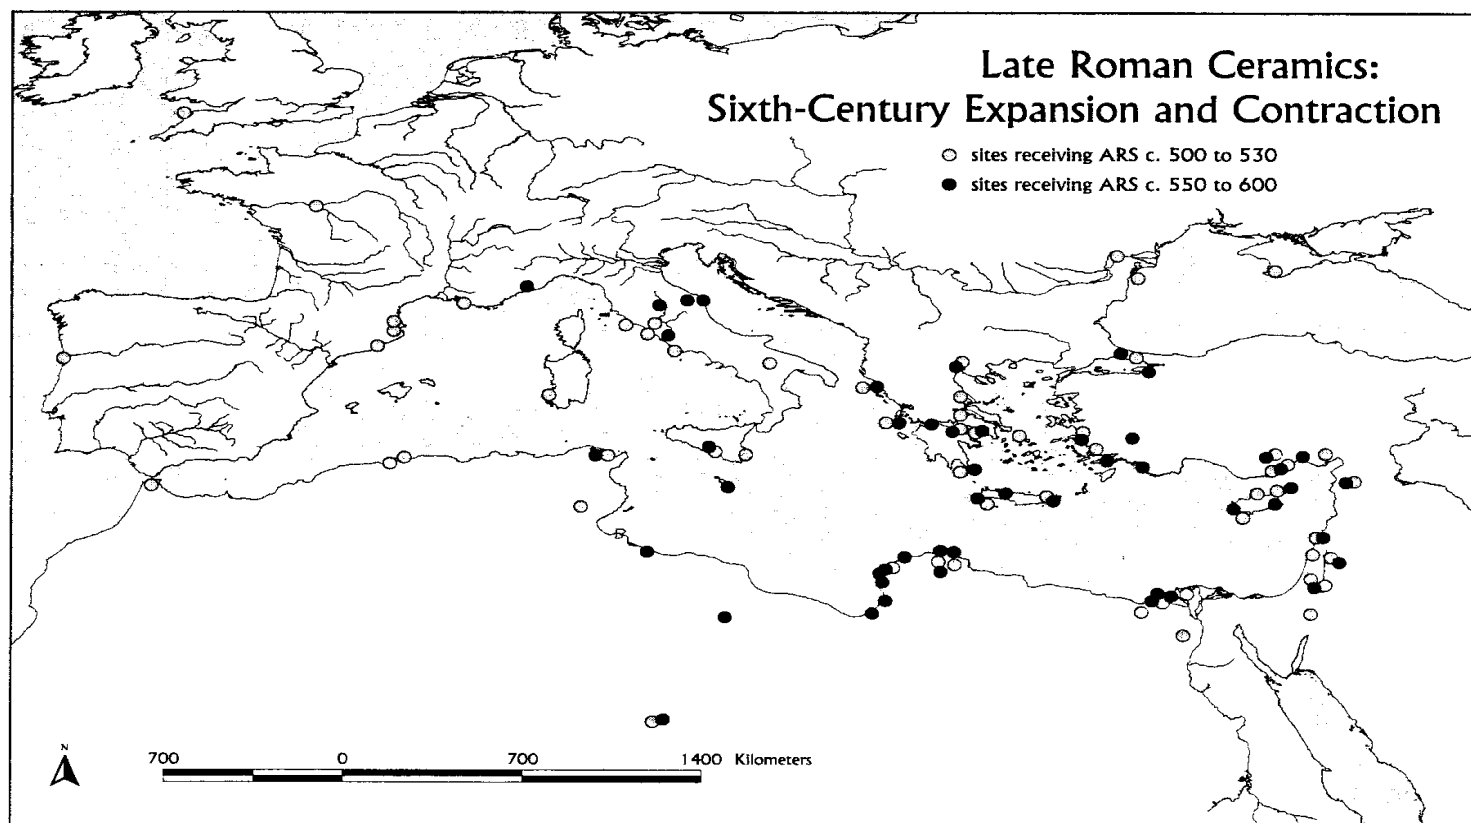 Late Roman Ceramics:
Sixth-Century Expansion and Contraction
sites receiving ARS c. 500 to 530
sites receiving ARS c. 550 to 600
N
700 0 700 1400 Kilometers